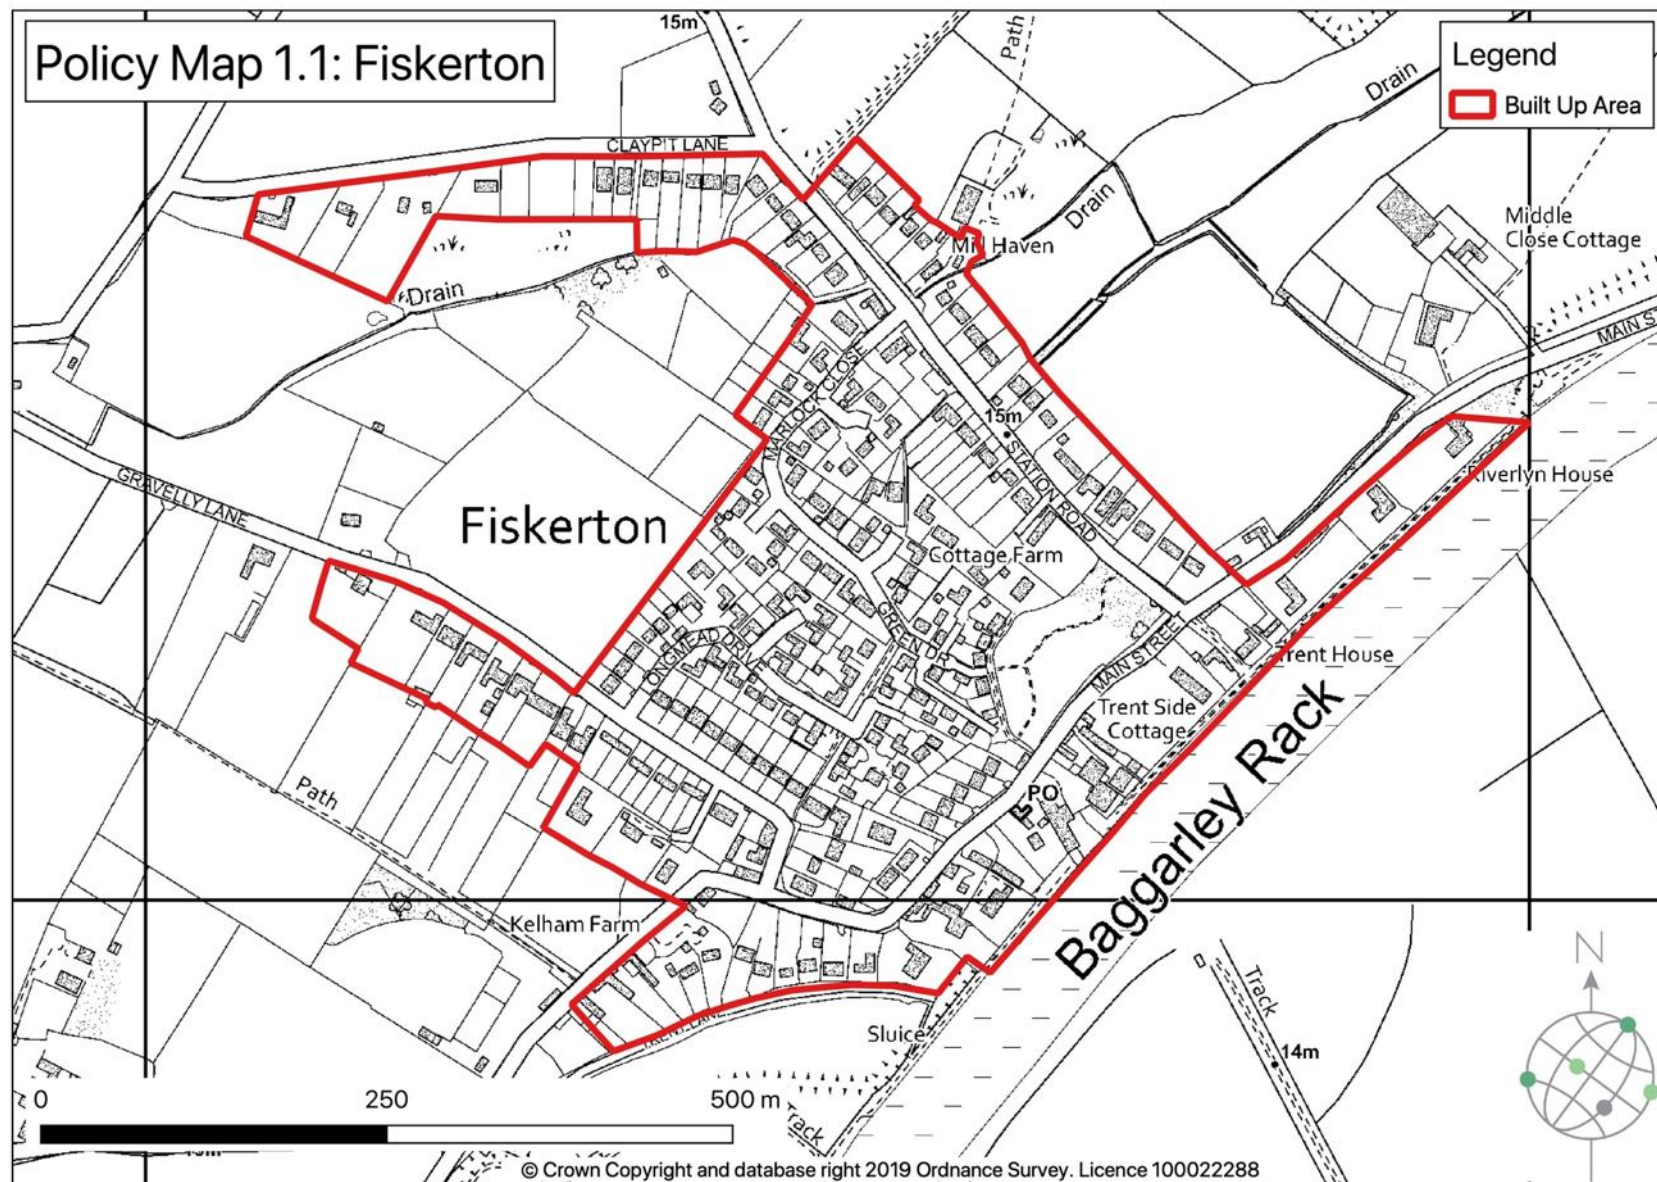 Policy Map 1.1: Fiskerton
15m
Path
Drain
Legend
Built Up Area
CLAYPIT LANE
Drain
Mill Haven
Middle
Close Cottage
Drain
MAIN S
MARLOCK CLOSE
15m
STATION ROAD
Riverlyn House
GRAVELLY LANE
Fiskerton
Cottage Farm
GREEN DR
LONGMEAD DRIVE
MAIN STREET
Trent House
Trent Side
Cottage
Path
PO
Baggarley Rack
Kelham Farm
TRENT LANE
Sluice
Track
14m
N
0 250 500 m
Track
© Crown Copyright and database right 2019 Ordnance Survey. Licence 100022288